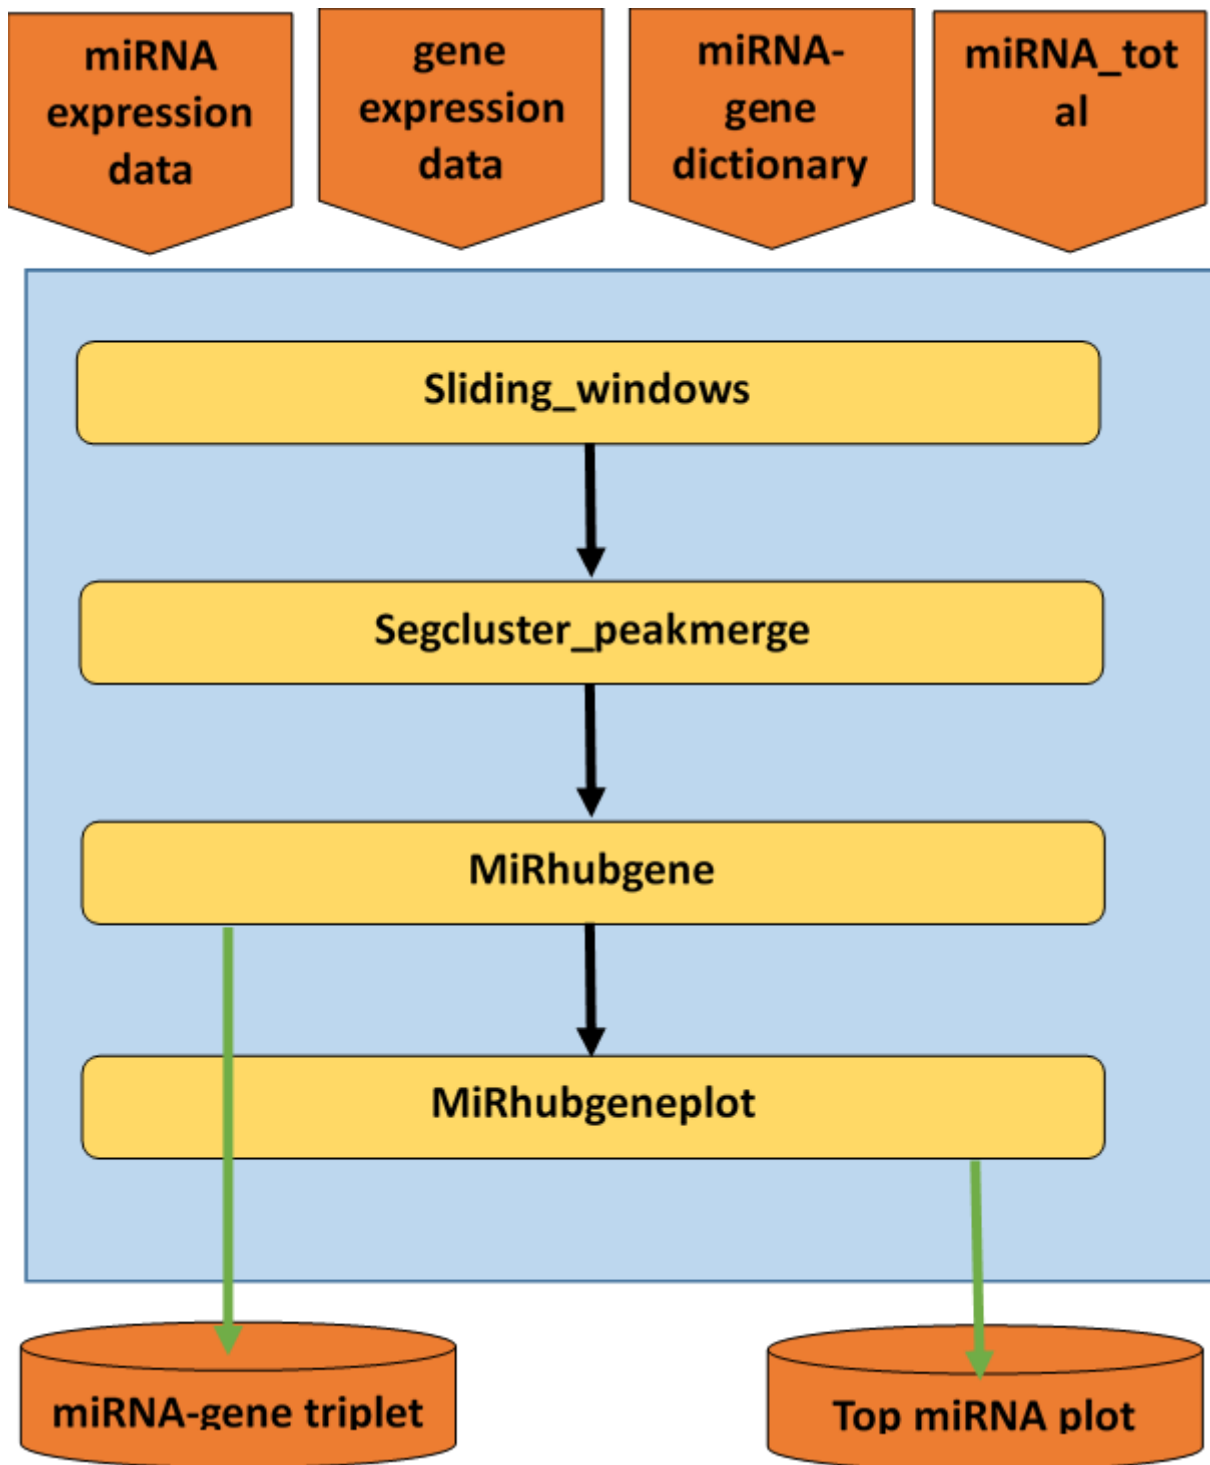 miRNA
expression
data
gene
expression
data
miRNA-
gene
dictionary
miRNA_tot
al
Sliding_windows
Segcluster_peakmerge
MiRhubgene
MiRhubgeneplot
miRNA-gene triplet
Top miRNA plot